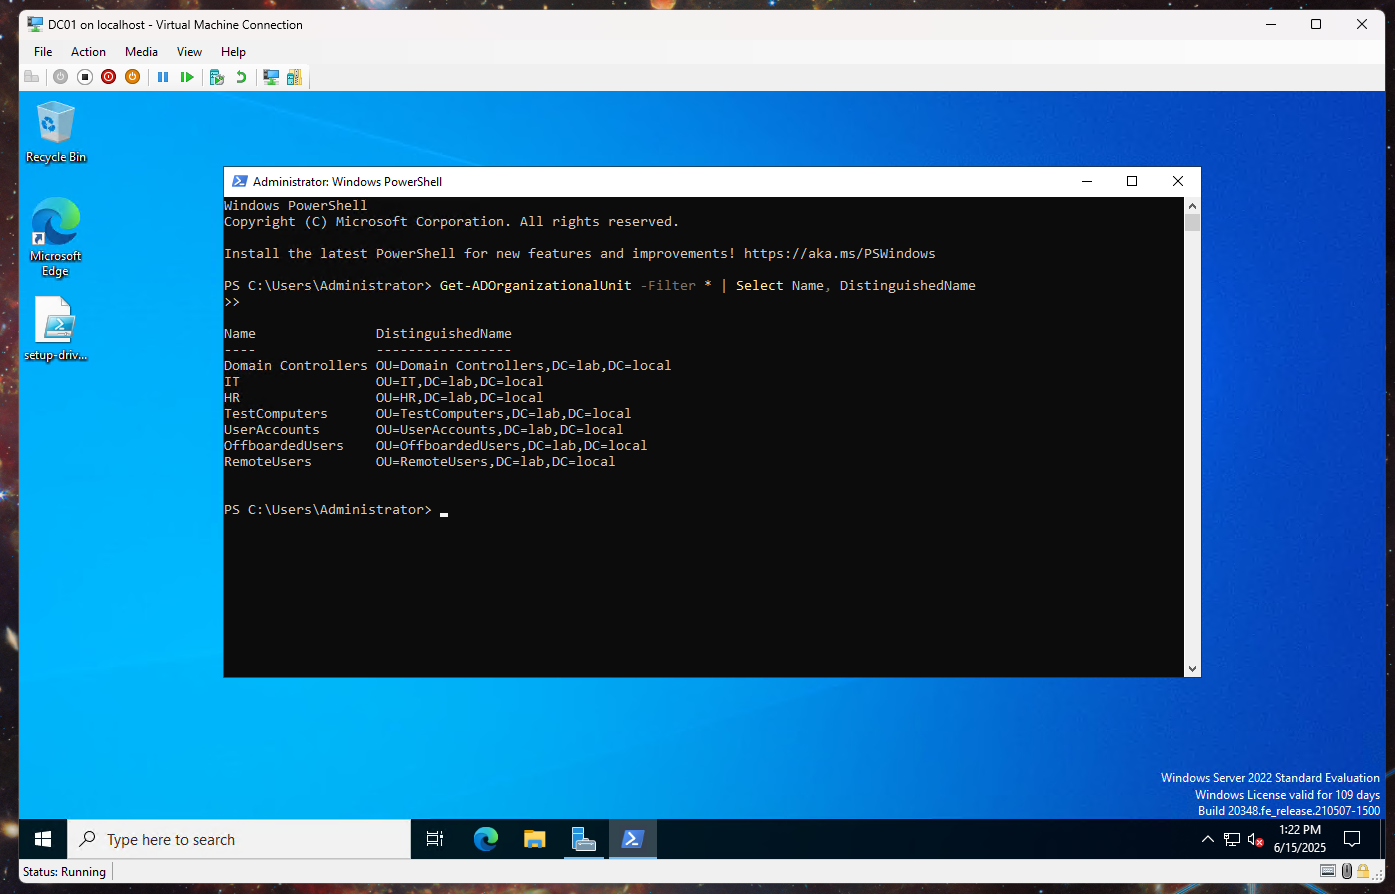 DC01 on localhost - Virtual Machine Connection
File Action Media View Help
Recycle Bin
Microsoft
Edge
setup-driv...
Administrator: Windows PowerShell
Windows PowerShell
Copyright (C) Microsoft Corporation. All rights reserved.
Install the latest PowerShell for new features and improvements! https://aka.ms/PSWindows
PS C:\Users\Administrator> Get-ADOrganizationalUnit -Filter * | Select Name, DistinguishedName
>>
Name DistinguishedName
---- -----------------
Domain Controllers OU=Domain Controllers,DC=lab,DC=local
IT OU=IT,DC=lab,DC=local
HR OU=HR,DC=lab,DC=local
TestComputers OU=TestComputers,DC=lab,DC=local
UserAccounts OU=UserAccounts,DC=lab,DC=local
OffboardedUsers OU=OffboardedUsers,DC=lab,DC=local
RemoteUsers OU=RemoteUsers,DC=lab,DC=local
PS C:\Users\Administrator> _
Windows Server 2022 Standard Evaluation
Windows License valid for 109 days
Build 20348.fe_release.210507-1500
Type here to search
1:22 PM
6/15/2025
Status: Running